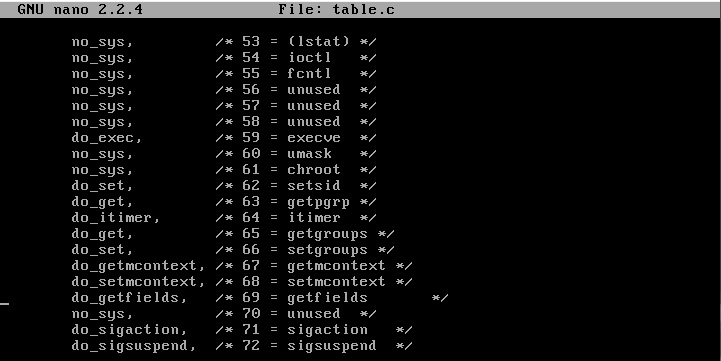 GNU nano 2.2.4 File: table.c
no_sys, /* 53 = (lstat) */
no_sys, /* 54 = ioctl */
no_sys, /* 55 = fcntl */
no_sys, /* 56 = unused */
no_sys, /* 57 = unused */
no_sys, /* 58 = unused */
do_exec, /* 59 = execve */
no_sys, /* 60 = umask */
no_sys, /* 61 = chroot */
do_set, /* 62 = setsid */
do_get, /* 63 = getpgrp */
do_itimer, /* 64 = itimer */
do_get, /* 65 = getgroups */
do_set, /* 66 = setgroups */
do_getmcontext, /* 67 = getmcontext */
do_setmcontext, /* 68 = setmcontext */
do_getfields, /* 69 = getfields */
no_sys, /* 70 = unused */
do_sigaction, /* 71 = sigaction */
do_sigsuspend, /* 72 = sigsuspend */